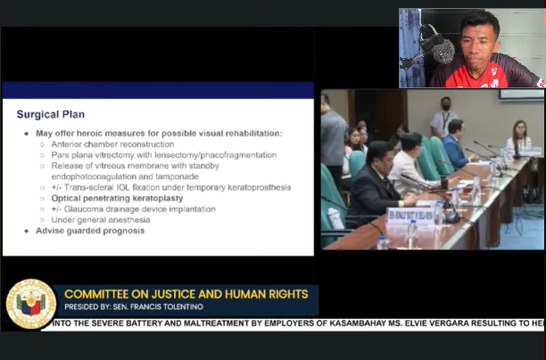 Surgical Plan
May offer heroic measures for possible visual rehabilitation:
Anterior chamber reconstruction
Pars plana vitrectomy with lensectomy/phacofragmentation
Release of vitreous membrane with standby
endophotocoagulation and tamponade
+/- Trans-scleral IOL fixation under temporary keratoprosthesis
Optical penetrating keratoplasty
+/- Glaucoma drainage device implantation
Under general anesthesia
Advise guarded prognosis
COMMITTEE ON JUSTICE AND HUMAN RIGHTS
PRESIDED BY: SEN. FRANCIS TOLENTINO
INTO THE SEVERE BATTERY AND MALTREATMENT BY EMPLOYERS OF KASAMBAHAY MS. ELVIE VERGARA RESULTING TO HE